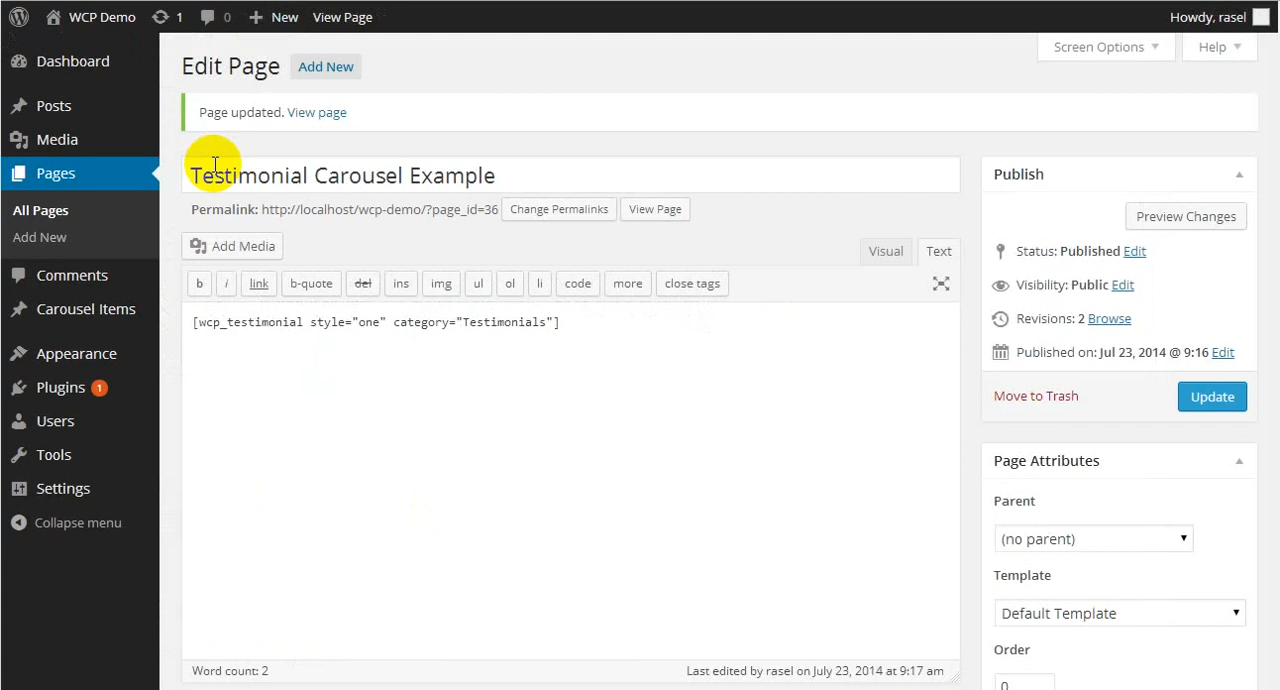 WCP Demo 1 0 New View Page Howdy, rasel
Dashboard
Posts
Media
Pages
All Pages
Add New
Comments
Carousel Items
Appearance
Plugins 1
Users
Tools
Settings
Collapse menu
Screen Options Help
Edit Page Add New
Page updated. View page
Testimonial Carousel Example
Permalink: http://localhost/wcp-demo/?page_id=36 Change Permalinks View Page
Add Media Visual Text
b i link b-quote del ins img ul ol li code more close tags
[wcp_testimonial style="one" category="Testimonials"]
Word count: 2 Last edited by rasel on July 23, 2014 at 9:17 am
Publish
Preview Changes
Status: Published Edit
Visibility: Public Edit
Revisions: 2 Browse
Published on: Jul 23, 2014 @ 9:16 Edit
Move to Trash Update
Page Attributes
Parent
(no parent)
Template
Default Template
Order
0